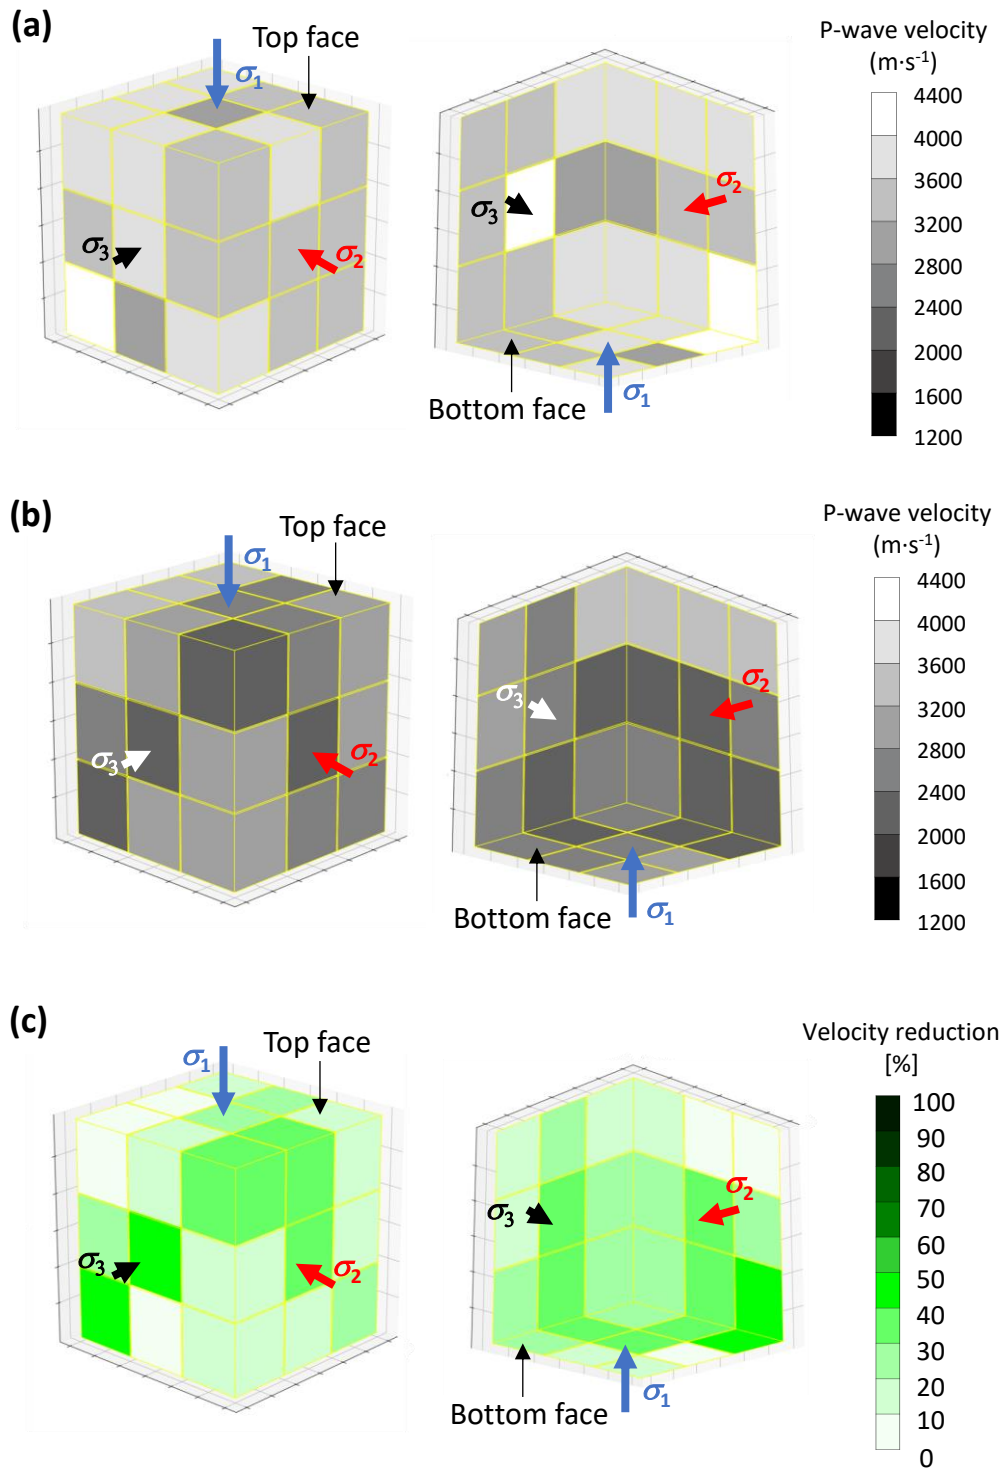 (a)
Top face
σ1
σ3
σ2
σ3
σ2
Bottom face
σ1
P-wave velocity
(m·s-1)
4400
4000
3600
3200
2800
2400
2000
1600
1200
(b)
Top face
σ1
σ3
σ2
σ3
σ2
Bottom face
σ1
P-wave velocity
(m·s-1)
4400
4000
3600
3200
2800
2400
2000
1600
1200
(c)
Top face
σ1
σ3
σ2
σ3
σ2
Bottom face
σ1
Velocity reduction
[%]
100
90
80
70
60
50
40
30
20
10
0